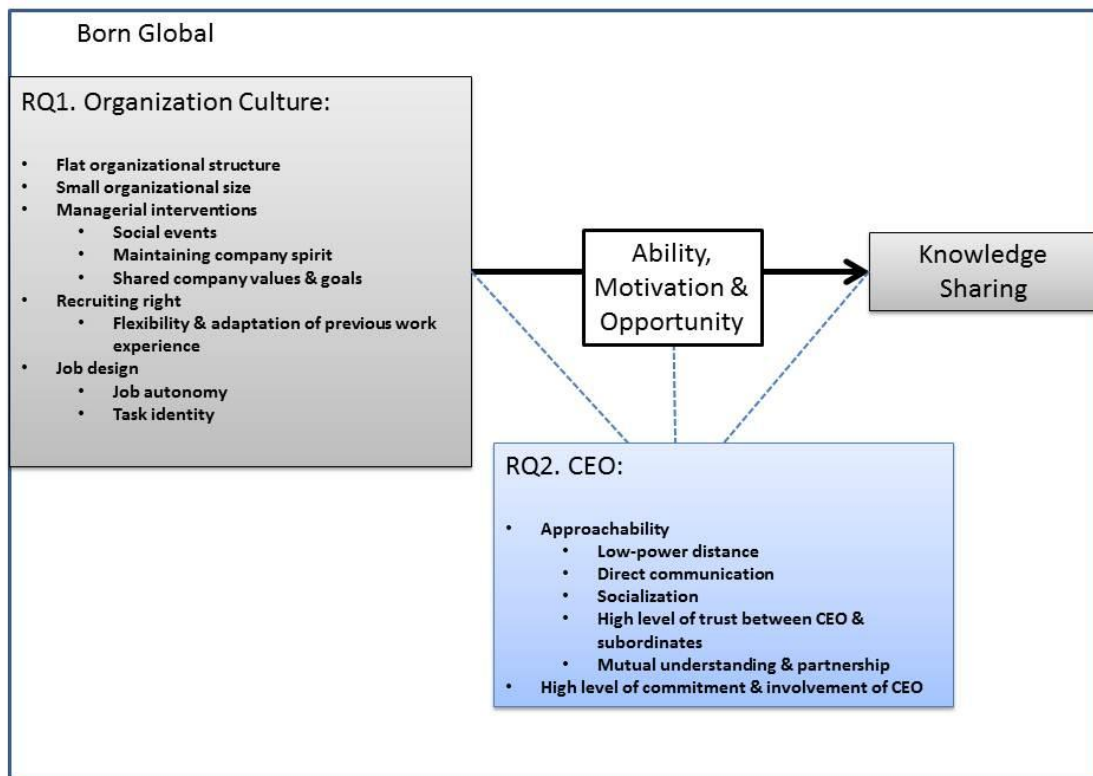 Born Global
RQ1. Organization Culture:
• Flat organizational structure
• Small organizational size
• Managerial interventions
• Social events
• Maintaining company spirit
• Shared company values & goals
• Recruiting right
• Flexibility & adaptation of previous work
experience
• Job design
• Job autonomy
• Task identity
Ability,
Motivation &
Opportunity
Knowledge
Sharing
RQ2. CEO:
• Approachability
• Low-power distance
• Direct communication
• Socialization
• High level of trust between CEO &
subordinates
• Mutual understanding & partnership
• High level of commitment & involvement of CEO